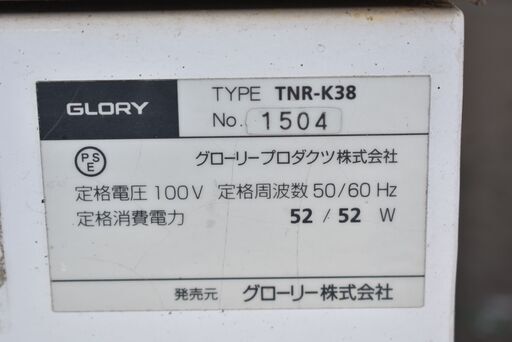 GLORY
TYPE TNR-K38
No. 1504
PSE
グローリープロダクツ株式会社
定格電圧 100V 定格周波数 50/60 Hz
定格消費電力 52 / 52 W
発売元 グローリー株式会社